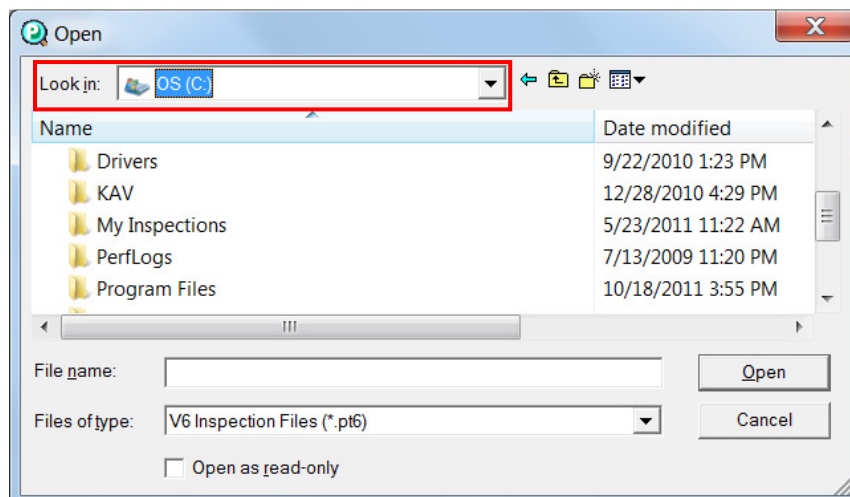 Open
Look in: OS (C:)
Name Date modified
Drivers 9/22/2010 1:23 PM
KAV 12/28/2010 4:29 PM
My Inspections 5/23/2011 11:22 AM
PerfLogs 7/13/2009 11:20 PM
Program Files 10/18/2011 3:55 PM
File name: Open
Files of type: V6 Inspection Files (*.pt6) Cancel
Open as read-only